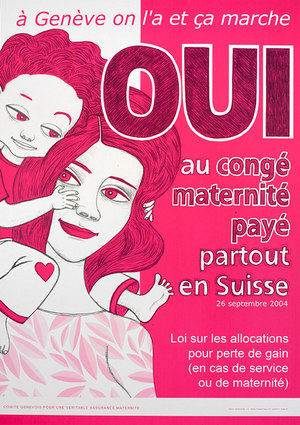 à Genève on l'a et ça marche
OUI
au congé
maternité
payé
partout
en Suisse
26 septembre 2004
Loi sur les allocations
pour perte de gain
(en cas de service
ou de maternité)
COMITÉ GENEVOIS POUR UNE VÉRITABLE ASSURANCE MATERNITÉ